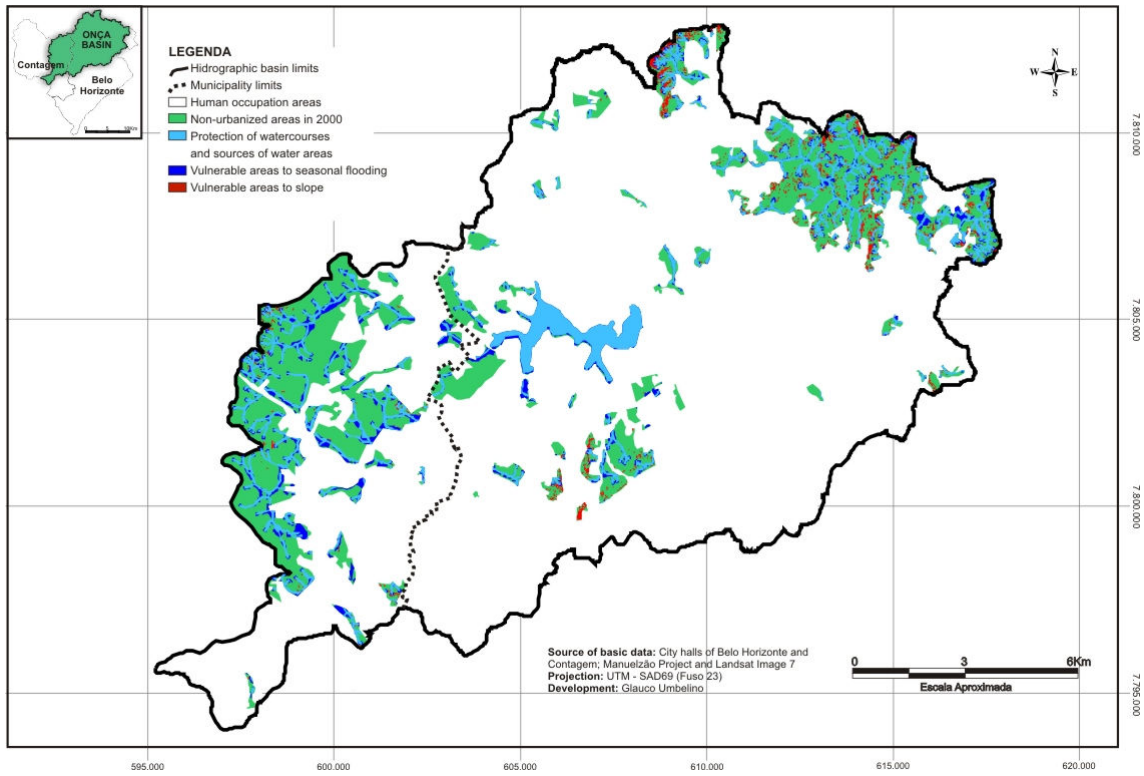 ONÇA
BASIN
Contagem
Belo
Horizonte
LEGENDA
Hidrographic basin limits
Municipality limits
Human occupation areas
Non-urbanized areas in 2000
Protection of watercourses
and sources of water areas
Vulnerable areas to seasonal flooding
Vulnerable areas to slope
N
W E
S
7.810.000
7.805.000
7.800.000
7.795.000
Source of basic data: City halls of Belo Horizonte and
Contagem; Manuelzão Project and Landsat Image 7
Projection: UTM - SAD69 (Fuso 23)
Development: Glauco Umbelino
0 3 6Km
Escala Aproximada
595.000 600.000 605.000 610.000 615.000 620.000